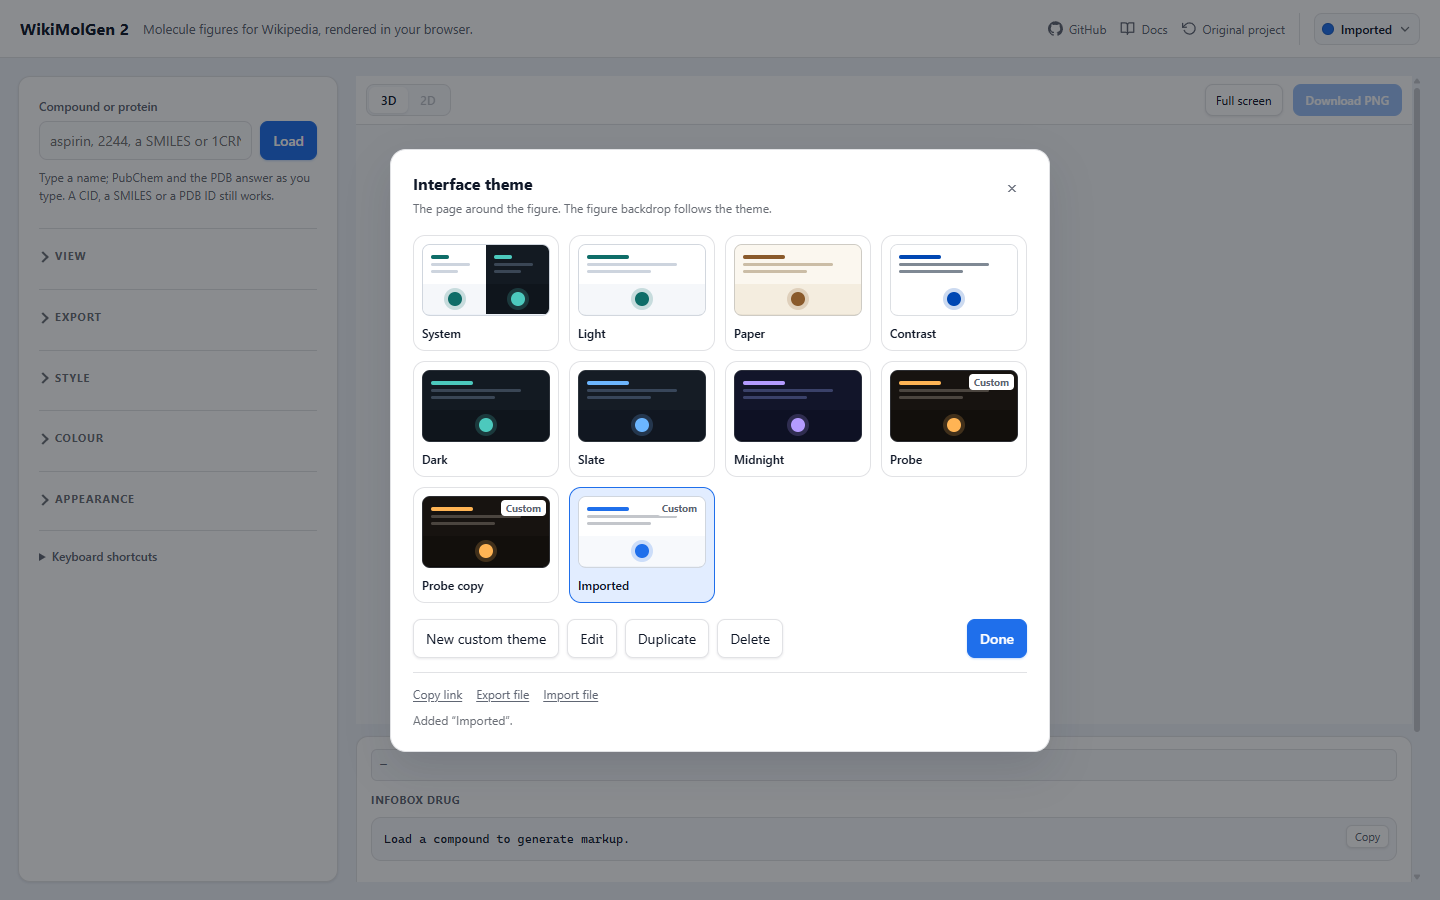 WikiMolGen 2
Molecule figures for Wikipedia, rendered in your browser.
GitHub
Docs
Original project
Imported
Compound or protein
aspirin, 2244, a SMILES or 1CRN
Load
Type a name; PubChem and the PDB answer as you
type. A CID, a SMILES or a PDB ID still works.
VIEW
EXPORT
STYLE
COLOUR
APPEARANCE
Keyboard shortcuts
3D
2D
Full screen
Download PNG
Interface theme
×
The page around the figure. The figure backdrop follows the theme.
System
Light
Paper
Contrast
Dark
Slate
Midnight
Custom
Probe
Custom
Probe copy
Custom
Imported
New custom theme
Edit
Duplicate
Delete
Done
Copy link
Export file
Import file
Added “Imported”.
–
INFOBOX DRUG
Load a compound to generate markup.
Copy